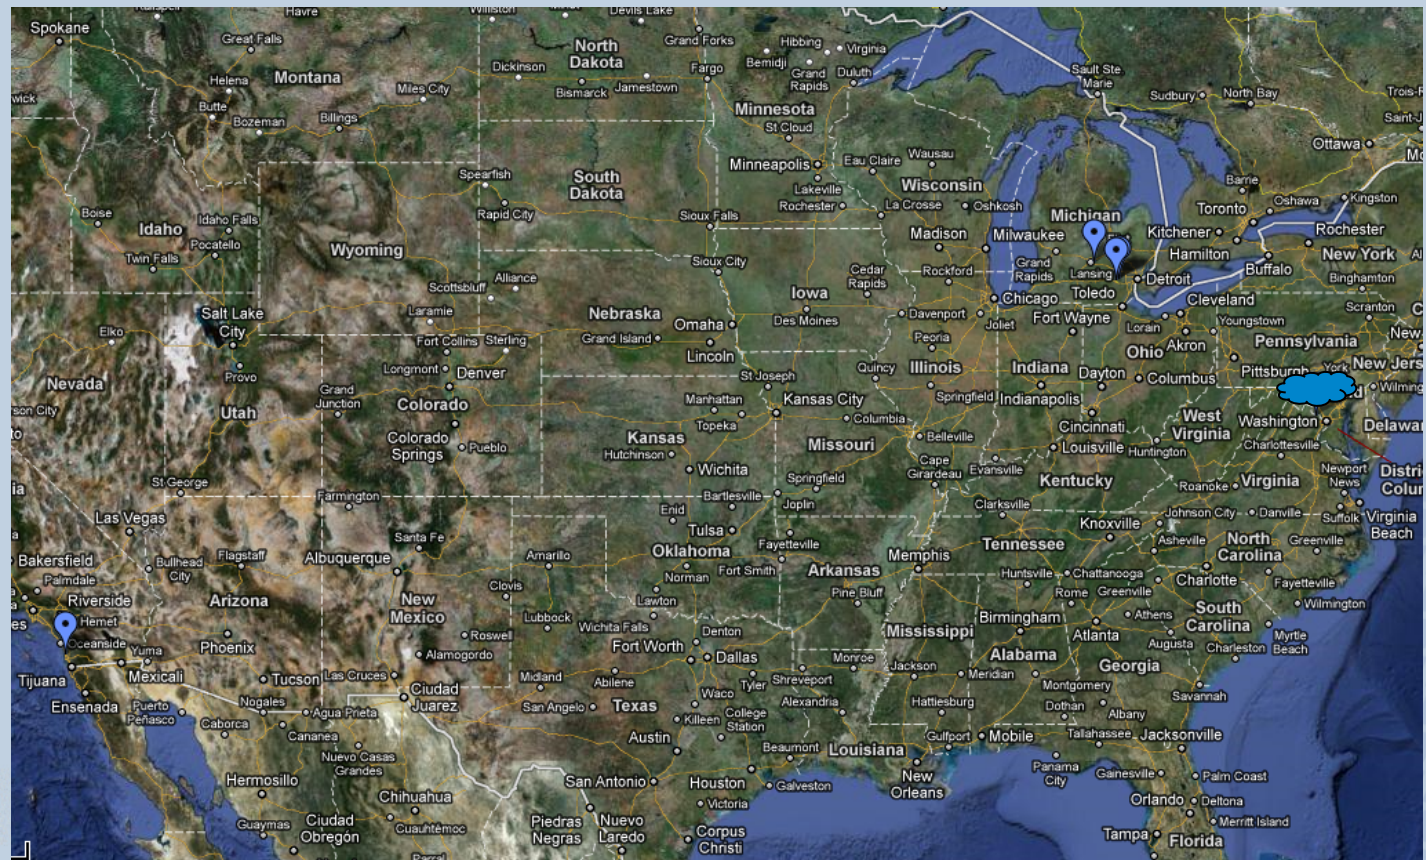 Spokane
Great Falls
Havre
Williston
Devils Lake
Grand Forks
Hibbing
Virginia
Helena
Montana
Dickinson
North
Dakota
Fargo
Bemidji
Grand
Rapids
Duluth
Sault Ste.
Marie
Sudbury
North Bay
wick
Butte
Bozeman
Billings
Miles City
Bismarck
Jamestown
Minnesota
St Cloud
Ottawa
Minneapolis
Eau Claire
Wausau
Spearfish
South
Dakota
Lakeville
Wisconsin
Barrie
Kingston
Boise
Idaho
Idaho Falls
Rapid City
Sioux Falls
Rochester
La Crosse
Oshkosh
Michigan
Toronto
Oshawa
Pocatello
Wyoming
Madison
Milwaukee
Kitchener
Rochester
Twin Falls
Sioux City
Grand
Rapids
Lansing
Hamilton
Buffalo
New York
Scottsbluff
Alliance
Cedar
Rapids
Rockford
Detroit
Binghamton
Salt Lake
City
Laramie
Nebraska
Iowa
Chicago
Toledo
Cleveland
Scranton
Elko
Omaha
Des Moines
Davenport
Joliet
Fort Wayne
Lorain
Youngstown
Fort Collins
Sterling
Grand Island
Lincoln
Peoria
Ohio
Akron
Pennsylvania
New
Nevada
Provo
Longmont
Denver
St Joseph
Quincy
Illinois
Indiana
Dayton
Columbus
Pittsburgh
York
New Jers
rson City
Utah
Grand
Junction
Colorado
Manhattan
Kansas City
Springfield
Indianapolis
Wilming
Topeka
Columbia
Cincinnati
West
Virginia
Washington
Delawar
Colorado
Springs
Pueblo
Kansas
Hutchinson
Missouri
Belleville
Louisville
Huntington
Charlottesville
Wichita
Springfield
Cape
Girardeau
Evansville
Kentucky
Newport
News
Distri
Colum
St George
Farmington
Bartlesville
Joplin
Roanoke
Virginia
Las Vegas
Enid
Clarksville
Johnson City
Danville
Suffolk
Virginia
Beach
Santa Fe
Tulsa
Knoxville
Bakersfield
Bullhead
City
Flagstaff
Albuquerque
Amarillo
Oklahoma
Fayetteville
Memphis
Tennessee
Asheville
North
Carolina
Greenville
Palmdale
Norman
Fort Smith
Arkansas
Huntsville
Chattanooga
Charlotte
Fayetteville
Riverside
Arizona
Clovis
Lawton
Pine Bluff
Rome
Greenville
Wilmington
Hemet
New
Mexico
Lubbock
Wichita Falls
Denton
Birmingham
Athens
South
Carolina
es
Oceanside
Yuma
Phoenix
Roswell
Fort Worth
Dallas
Mississippi
Atlanta
Augusta
Charleston
Myrtle
Beach
Tijuana
Mexicali
Tucson
Las Cruces
Alamogordo
Midland
Abilene
Tyler
Shreveport
Monroe
Jackson
Meridian
Alabama
Georgia
Ensenada
Puerto
Peñasco
Nogales
Agua Prieta
Ciudad
Juarez
San Angelo
Texas
Waco
Alexandria
Hattiesburg
Montgomery
Savannah
Caborca
Cananea
Killeen
College
Station
Dothan
Albany
Nuevo Casas
Grandes
Austin
Beaumont
Louisiana
Gulfport
Mobile
Tallahassee
Jacksonville
Hermosillo
San Antonio
Houston
Galveston
New
Orleans
Panama
City
Gainesville
Palm Coast
Chihuahua
Victoria
Orlando
Deltona
Guaymas
Ciudad
Obregón
Cuauhtémoc
Piedras
Negras
Nuevo
Laredo
Corpus
Christi
Merritt Island
Tampa
Florida